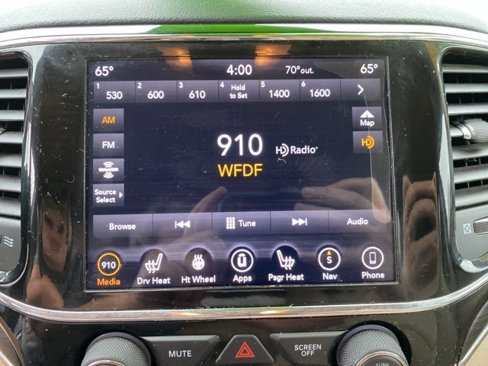 65° 4:00 70°out. 65°
1 530 2 600 3 610 4 Hold to Set 5 1400 6 1600
AM
Map
FM
910 HD Radio
HD
WFDF
SiriusXM
Source Select
Browse Tune Audio
910 S
Media Drv Heat Ht Wheel Apps Psgr Heat Nav Phone
MUTE SCREEN OFF